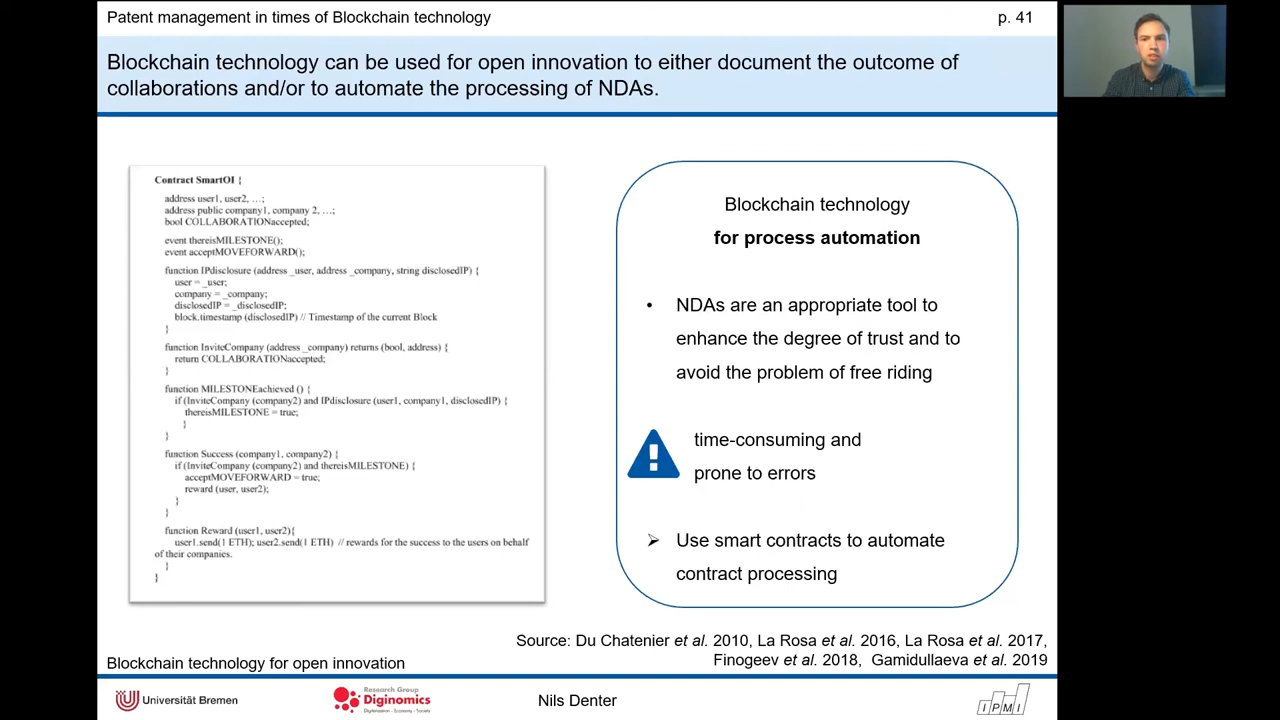 Patent management in times of Blockchain technology
p. 41
Blockchain technology can be used for open innovation to either document the outcome of
collaborations and/or to automate the processing of NDAs.
Contract SmartOI {
address user1, user2, …;
address public company1, company 2, …;
bool COLLABORATIONaccepted;
event thereisMILESTONE();
event acceptMOVEFORWARD();
function IPdisclosure (address _user, address _company, string disclosedIP) {
user = _user;
company = _company;
disclosedIP = _disclosedIP;
block.timestamp (disclosedIP) // Timestamp of the current Block
}
function InviteCompany (address _company) returns (bool, address) {
return COLLABORATIONaccepted;
}
function MILESTONEachieved () {
if (InviteCompany (company2) and IPdisclosure (user1, company1, disclosedIP) {
thereisMILESTONE = true;
}
}
function Success (company1, company2) {
if (InviteCompany (company2) and thereisMILESTONE) {
acceptMOVEFORWARD = true;
reward (user, user2);
}
}
function Reward (user1, user2){
user1.send(1 ETH); user2.send(1 ETH) // rewards for the success to the users on behalf
of their companies.
}
}
Blockchain technology
for process automation
• NDAs are an appropriate tool to
enhance the degree of trust and to
avoid the problem of free riding
time-consuming and
prone to errors
➢ Use smart contracts to automate
contract processing
Source: Du Chatenier et al. 2010, La Rosa et al. 2016, La Rosa et al. 2017,
Finogeev et al. 2018, Gamidullaeva et al. 2019
Blockchain technology for open innovation
Universität Bremen
Research Group
Diginomics
Digitalization - Economy - Society
Nils Denter
IPMI